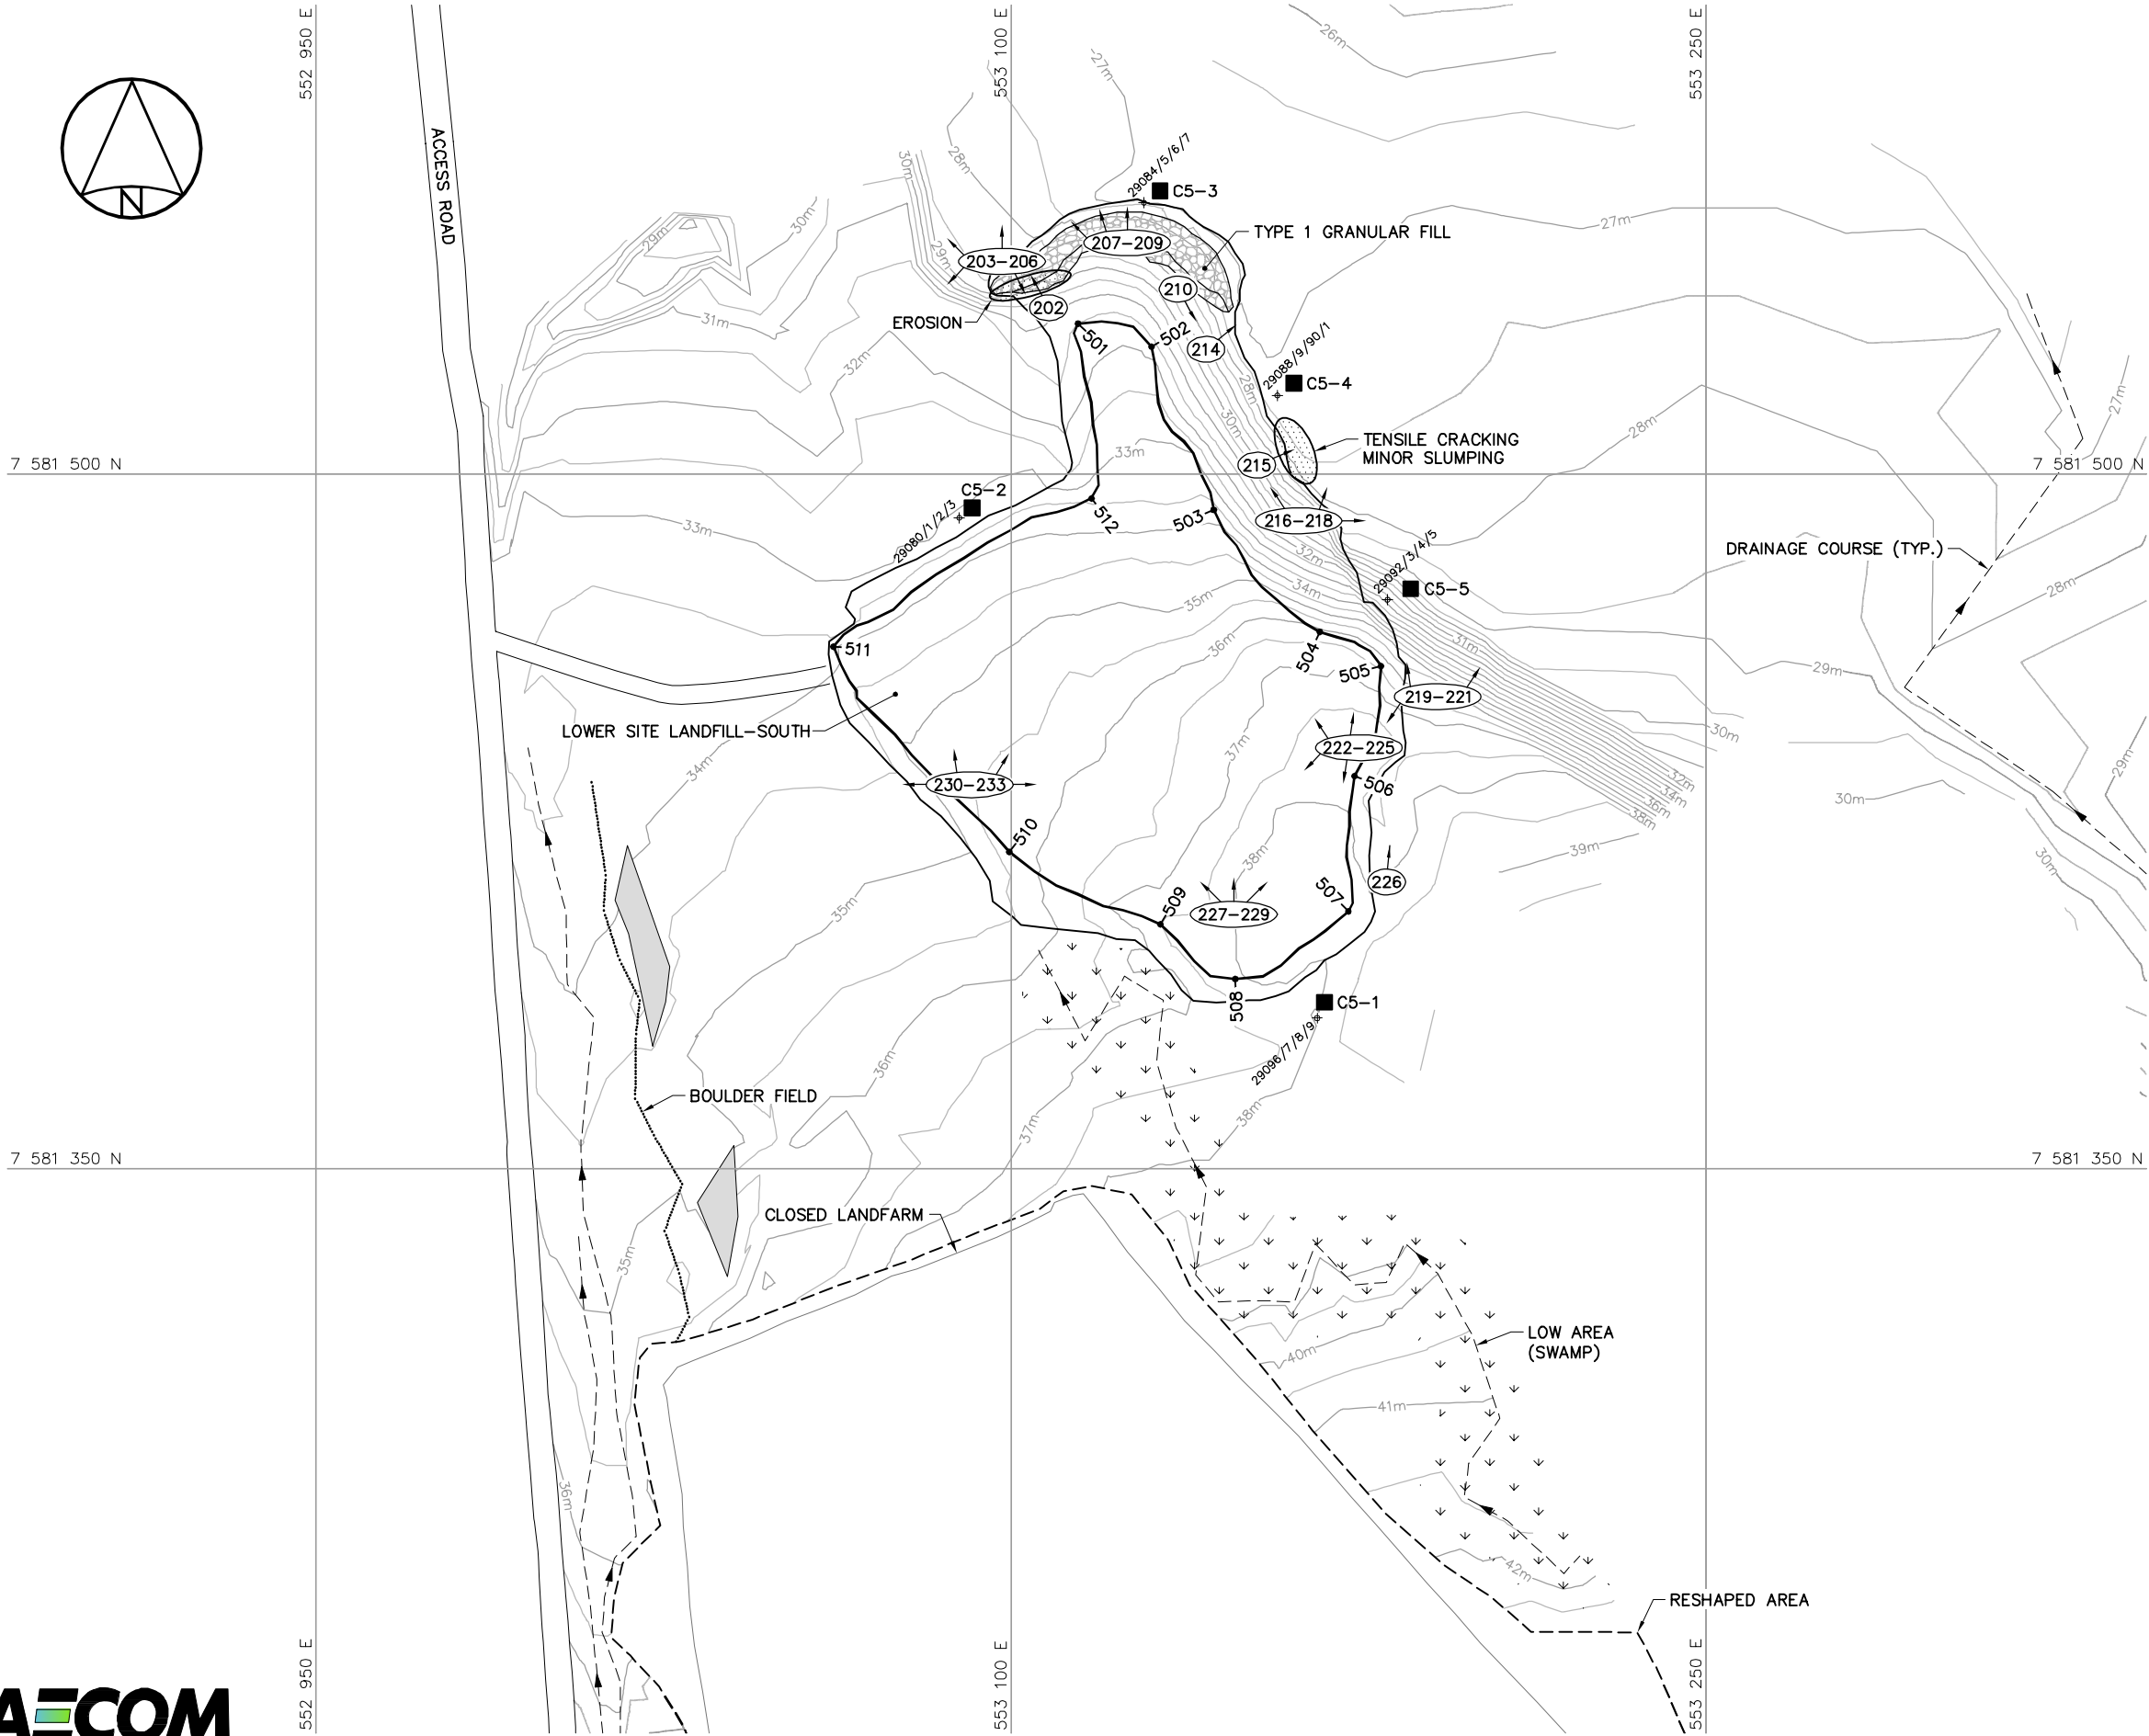 552 950 E
553 100 E
553 250 E
26m
27m
ACCESS ROAD
N
30m
28m
29084/5/6/7
C5-3
29m
30m
27m
TYPE 1 GRANULAR FILL
207-209
203-206
29m
210
202
EROSION
31m
501
502
214
29088/9/90/1
C5-4
32m
28m
27m
30m
28m
TENSILE CRACKING
MINOR SLUMPING
33m
215
7 581 500 N
7 581 500 N
C5-2
29080/1/2/3
33m
512
503
216-218
32m
29092/3/4/5
C5-5
DRAINAGE COURSE (TYP.)
28m
34m
35m
36m
31m
511
504
505
29m
219-221
LOWER SITE LANDFILL-SOUTH
30m
34m
37m
222-225
29m
230-233
506
32m
34m
36m
38m
30m
510
38m
39m
30m
226
507
35m
509
227-229
508
C5-1
29096/7/8/9
36m
BOULDER FIELD
37m
38m
7 581 350 N
7 581 350 N
CLOSED LANDFARM
35m
LOW AREA
(SWAMP)
40m
41m
36m
42m
RESHAPED AREA
552 950 E
553 100 E
553 250 E
AECOM